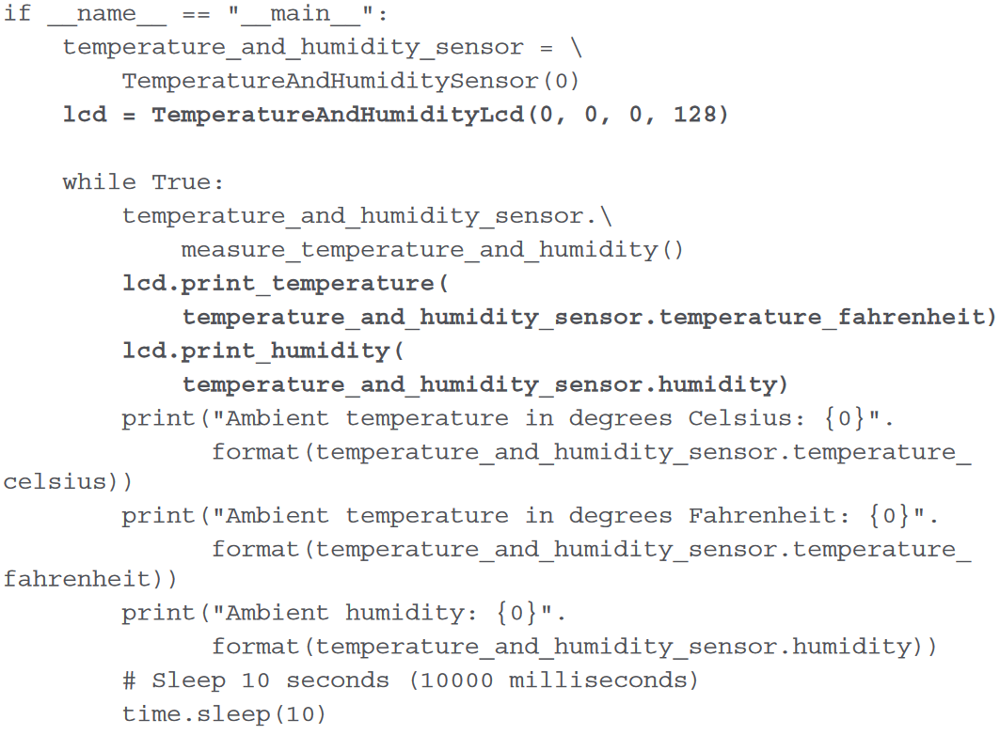 if __name__ == "__main__":
    temperature_and_humidity_sensor = \
        TemperatureAndHumiditySensor(0)
    lcd = TemperatureAndHumidityLcd(0, 0, 0, 128)

    while True:
        temperature_and_humidity_sensor.\
            measure_temperature_and_humidity()
        lcd.print_temperature(
            temperature_and_humidity_sensor.temperature_fahrenheit)
        lcd.print_humidity(
            temperature_and_humidity_sensor.humidity)
        print("Ambient temperature in degrees Celsius: {0}".
              format(temperature_and_humidity_sensor.temperature_
celsius))
        print("Ambient temperature in degrees Fahrenheit: {0}".
              format(temperature_and_humidity_sensor.temperature_
fahrenheit))
        print("Ambient humidity: {0}".
              format(temperature_and_humidity_sensor.humidity))
        # Sleep 10 seconds (10000 milliseconds)
        time.sleep(10)